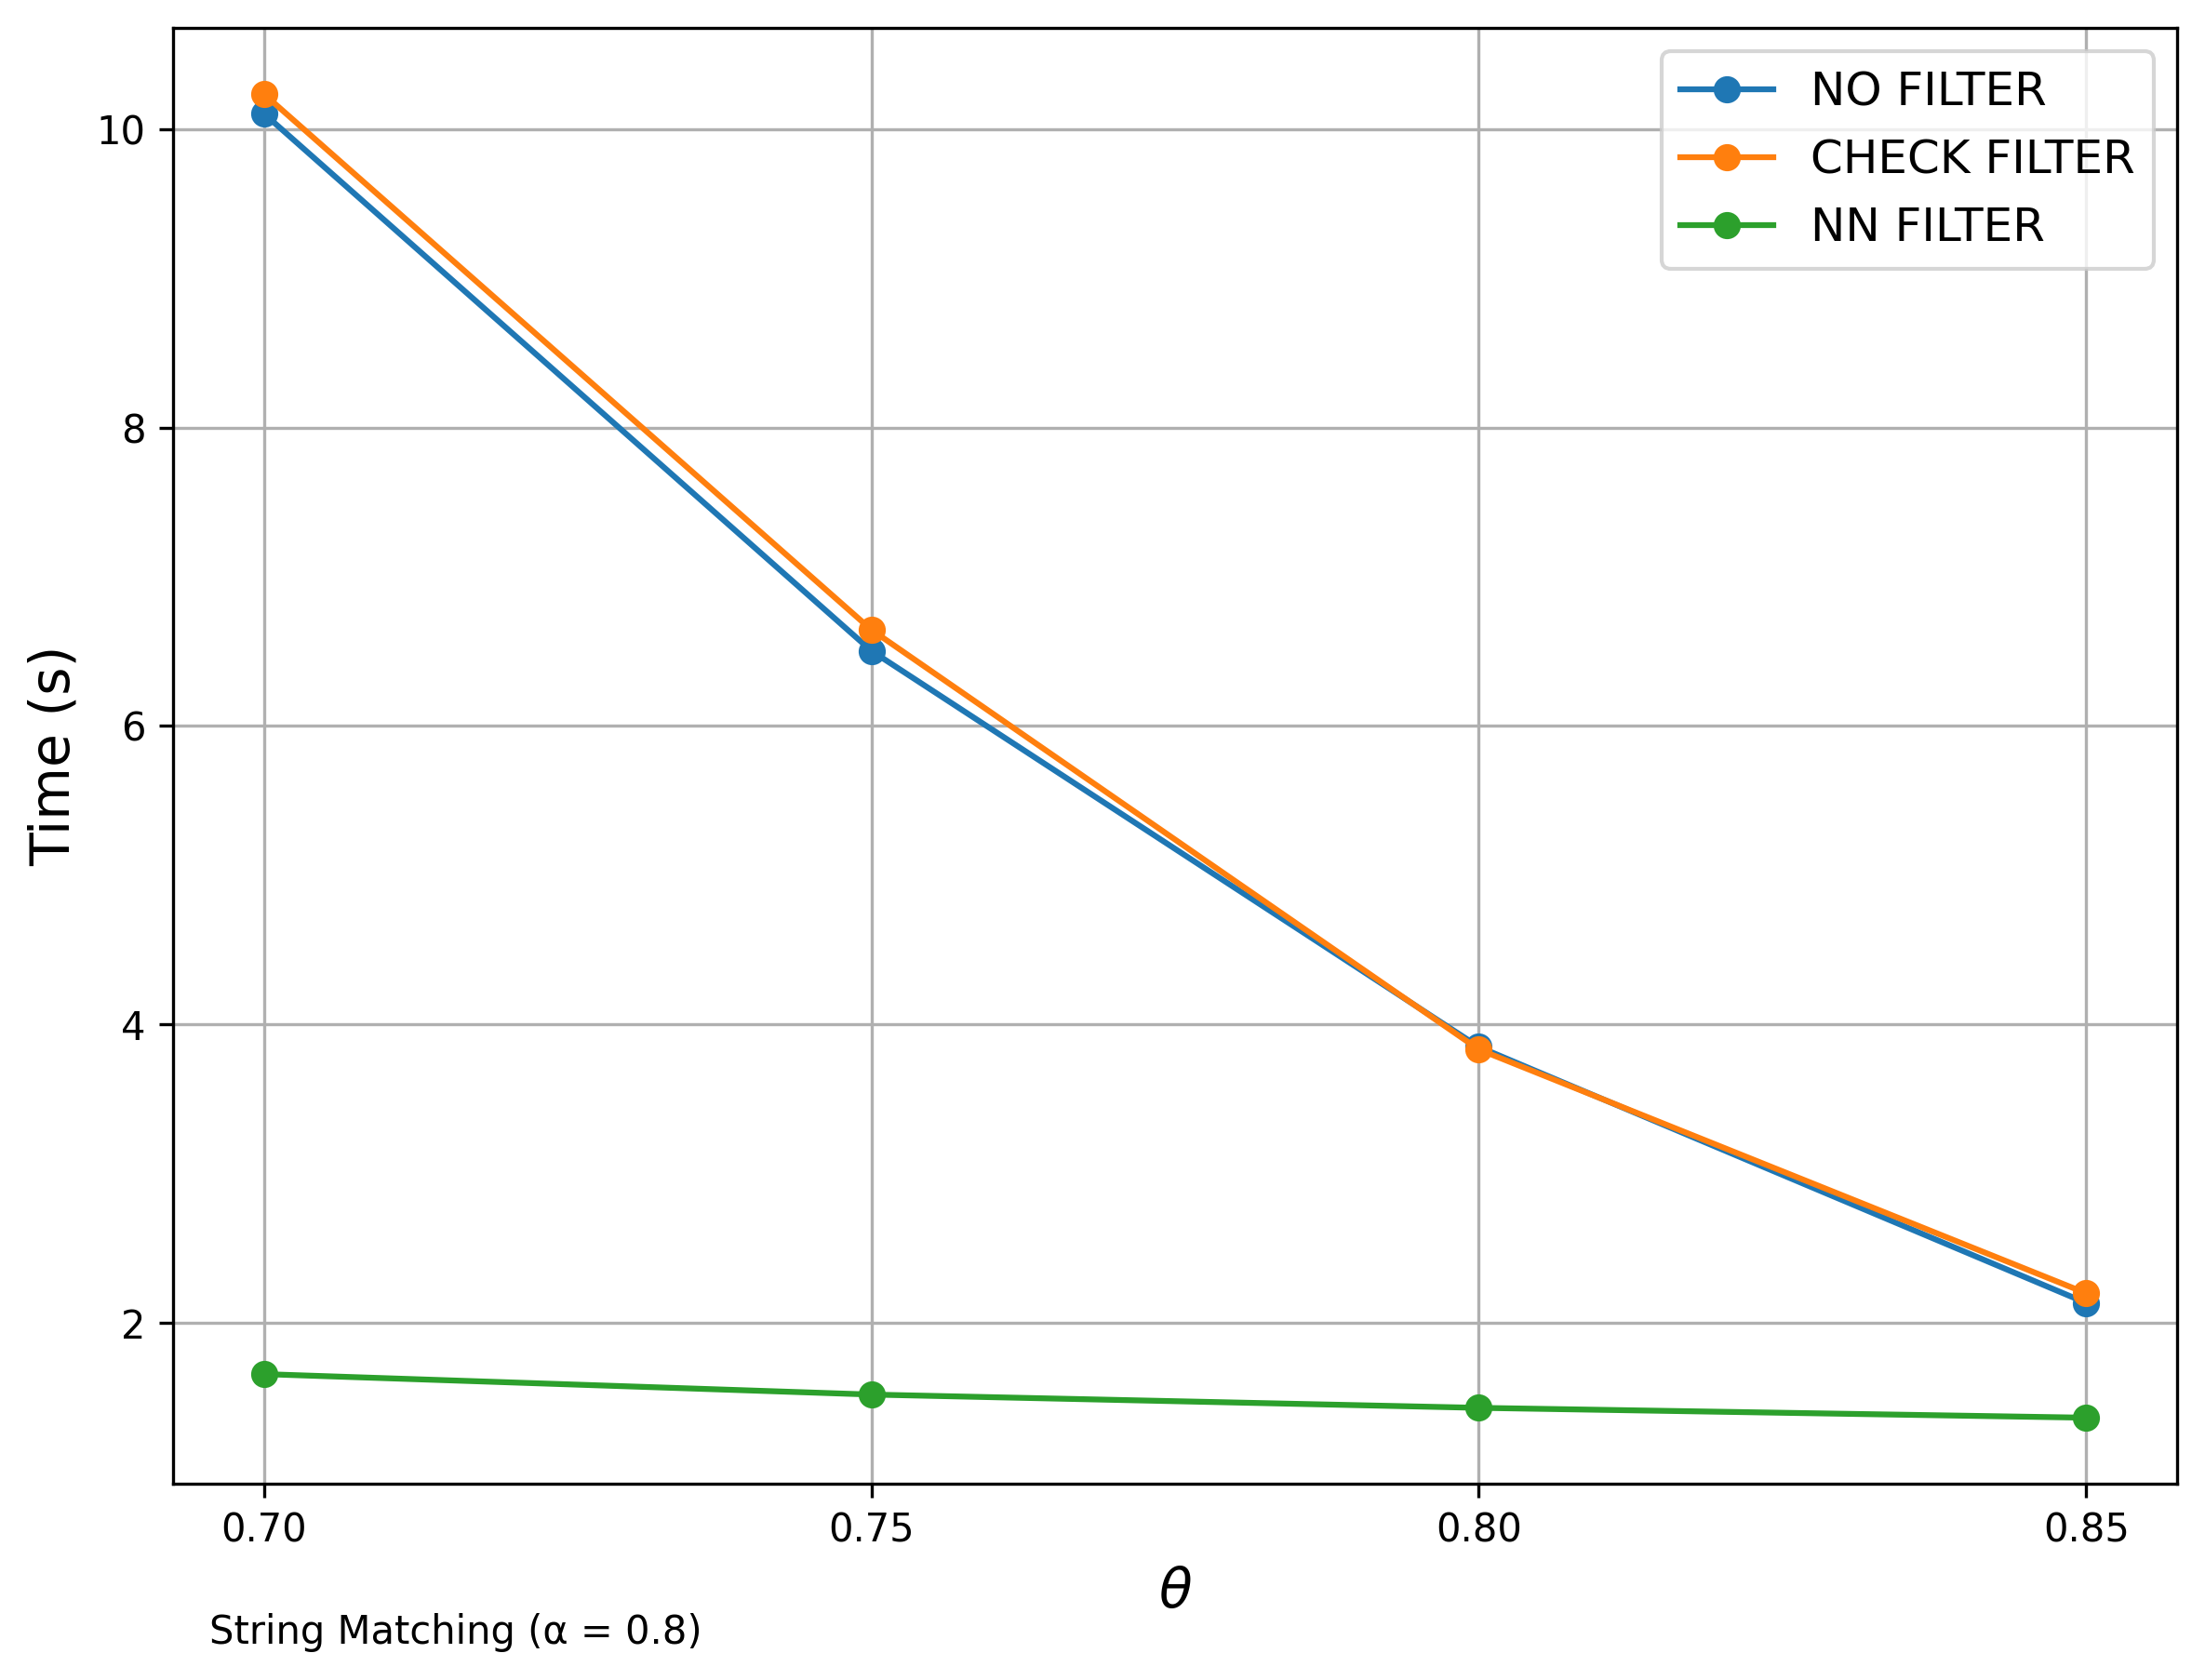 NO FILTER
CHECK FILTER
NN FILTER
Time (s)
10
8
6
4
2
0.70 0.75 0.80 0.85
θ
String Matching (α = 0.8)